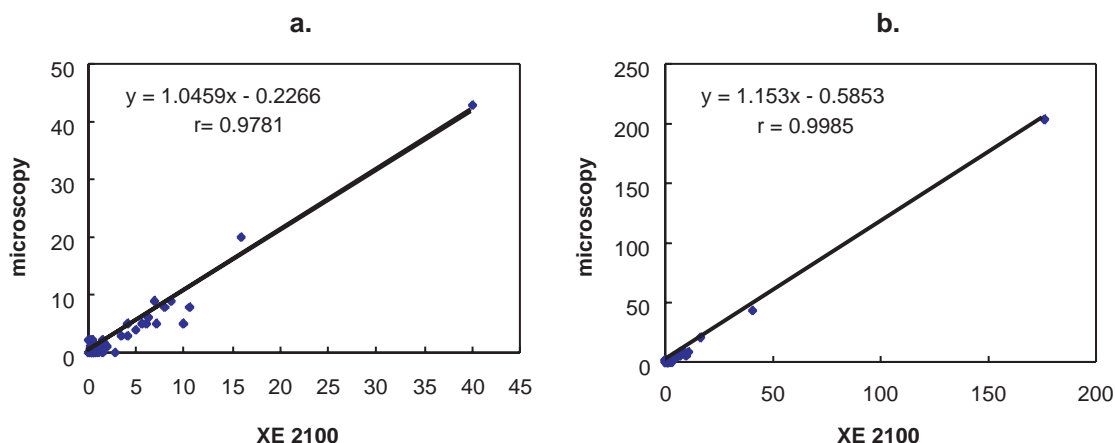 a.
50
40
30
20
10
0
microscopy
y = 1.0459x - 0.2266
r= 0.9781
0 5 10 15 20 25 30 35 40 45
XE 2100
b.
250
200
150
100
50
0
microscopy
y = 1.153x - 0.5853
r = 0.9985
0 50 100 150 200
XE 2100